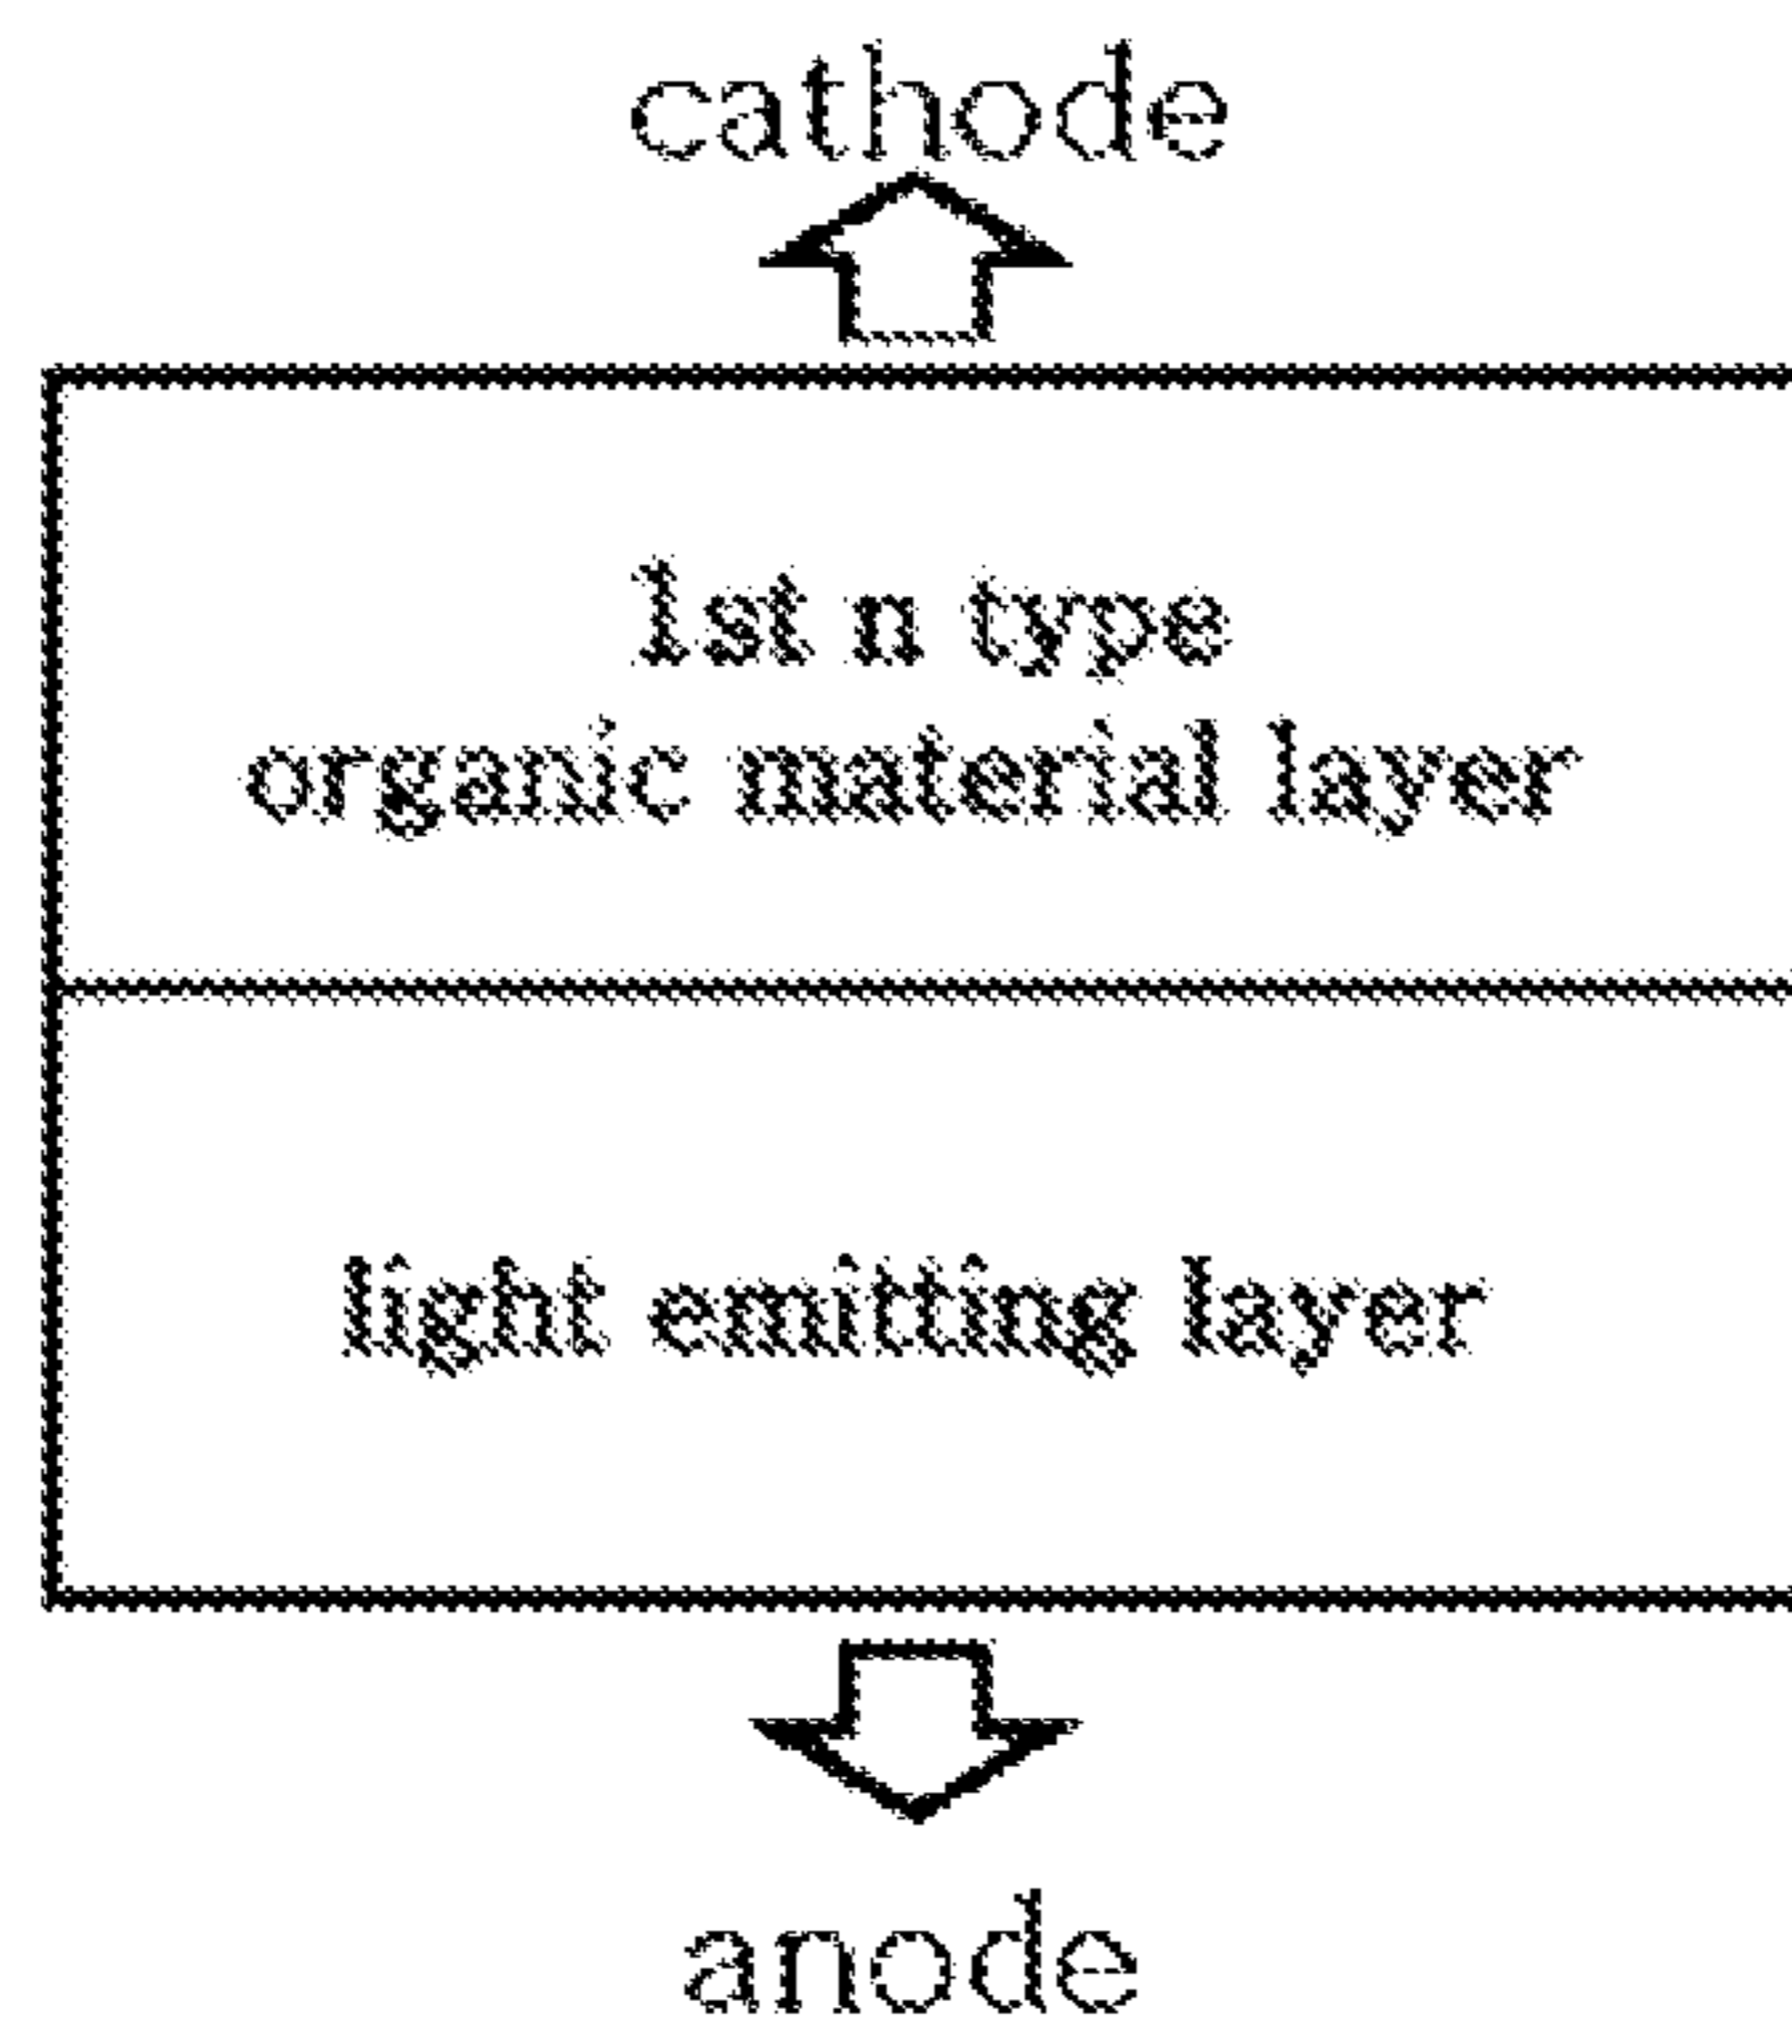 cathode
1st n type
organic material layer
light emitting layer
anode